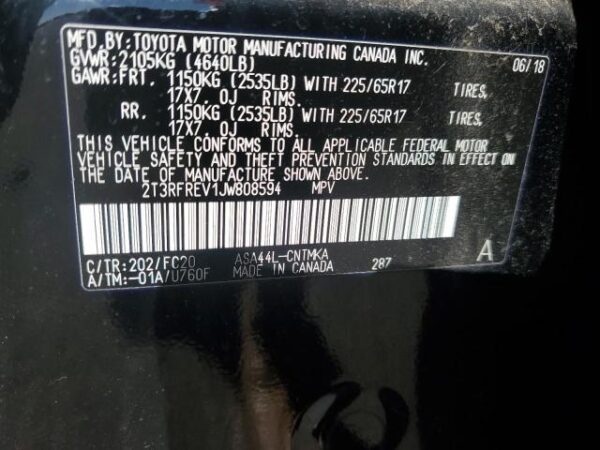 MFD.BY:TOYOTA MOTOR MANUFACTURING CANADA INC.
GVWR:2105KG (4640LB) 06/18
GAWR:FRT. 1150KG (2535LB) WITH 225/65R17 TIRES,
17X7.0J RIMS.
RR. 1150KG (2535LB) WITH 225/65R17 TIRES,
17X7.0J RIMS.
THIS VEHICLE CONFORMS TO ALL APPLICABLE FEDERAL MOTOR
VEHICLE SAFETY AND THEFT PREVENTION STANDARDS IN EFFECT ON
THE DATE OF MANUFACTURE SHOWN ABOVE.
2T3RFREV1JW808594 MPV
C/TR:202/FC20 ASA44L-CNTMKA A
A/TM:-01A/U760F MADE IN CANADA 287